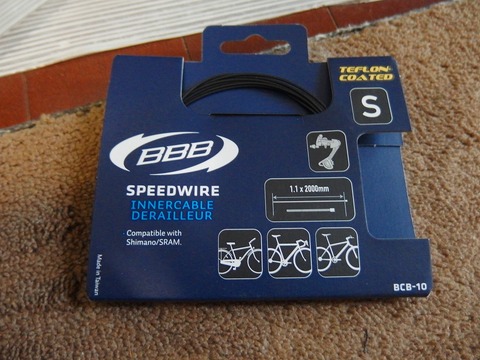 TEFLON-
COATED
S
BBB
SPEEDWIRE
INNERCABLE
DERAILLEUR
1.1 x 2000mm
· Compatible with
Shimano/SRAM.
Made in Taiwan
BCB-10